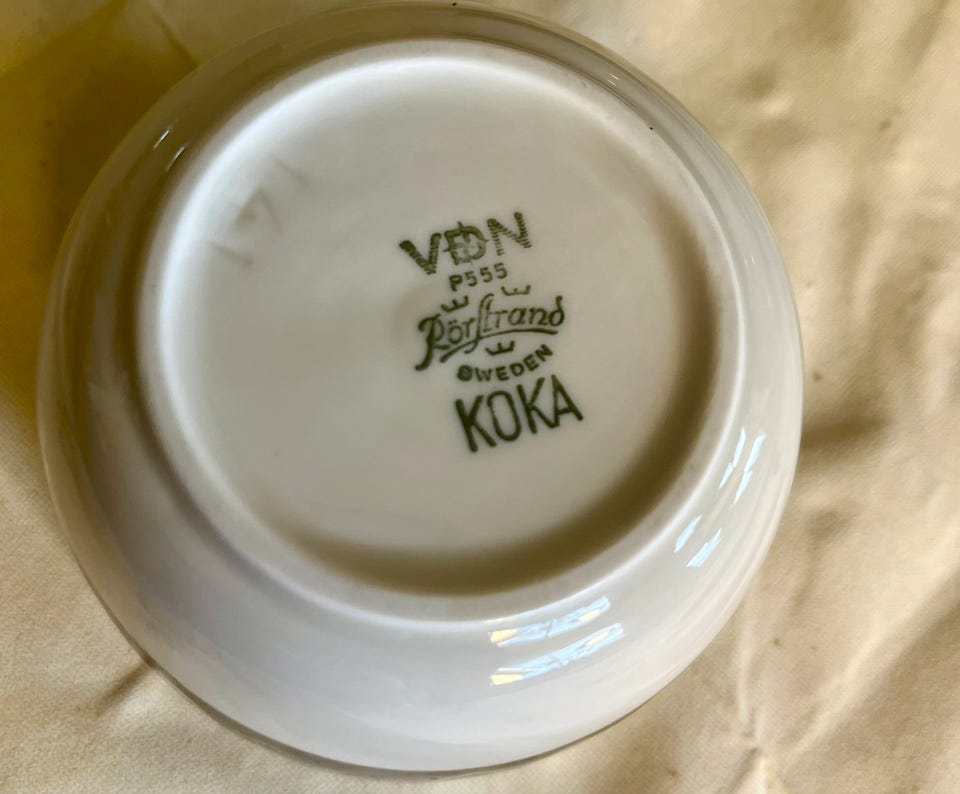 VDN
P555
Rörstrand
SWEDEN
KOKA